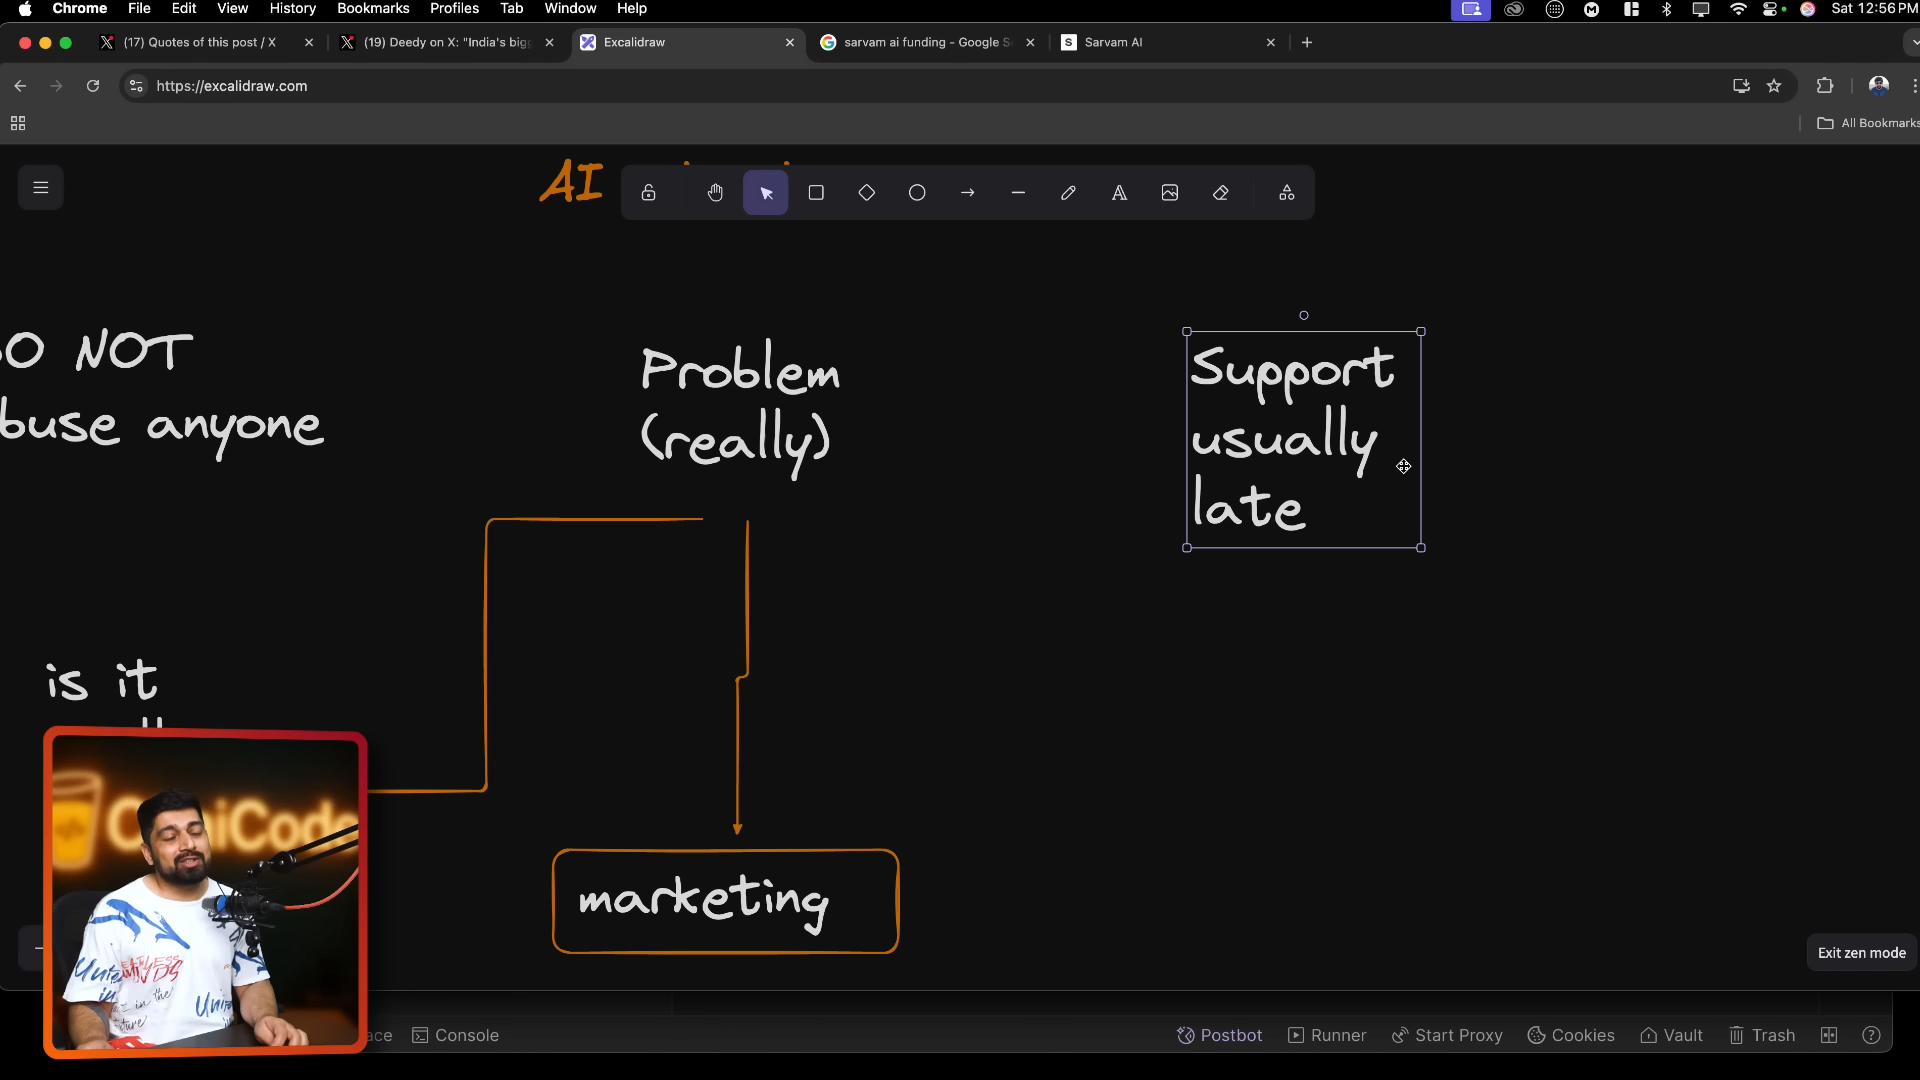 Chrome File Edit View History Bookmarks Profiles Tab Window Help
Sat 12:56 PM
(17) Quotes of this post / X
(19) Deedy on X: "India's big
Excalidraw
sarvam ai funding - Google S
Sarvam AI
https://excalidraw.com
All Bookmarks
AI
O NOT
buse anyone
Problem
(really)
Support
usually
late
is it
marketing
Exit zen mode
Console
Postbot
Runner
Start Proxy
Cookies
Vault
Trash